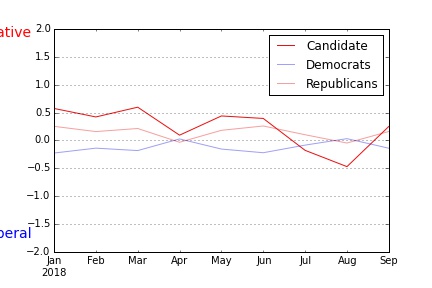 ative
peral
2.0
1.5
1.0
0.5
0.0
−0.5
−1.0
−1.5
−2.0
Candidate
Democrats
Republicans
Jan Feb Mar Apr May Jun Jul Aug Sep
2018